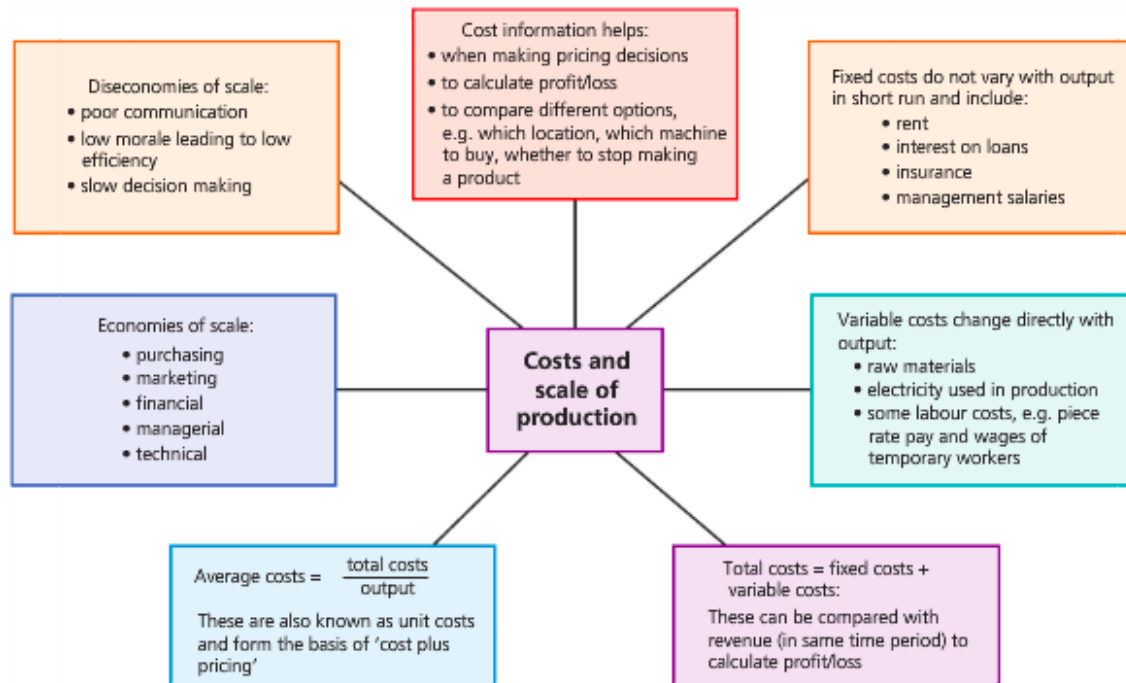 Cost information helps:
• when making pricing decisions
• to calculate profit/loss
• to compare different options,
e.g. which location, which machine
to buy, whether to stop making
a product
Diseconomies of scale:
• poor communication
• low morale leading to low
efficiency
• slow decision making
Fixed costs do not vary with output
in short run and include:
• rent
• interest on loans
• insurance
• management salaries
Economies of scale:
• purchasing
• marketing
• financial
• managerial
• technical
Costs and
scale of
production
Variable costs change directly with
output:
• raw materials
• electricity used in production
• some labour costs, e.g. piece
rate pay and wages of
temporary workers
Average costs = total costs
output
These are also known as unit costs
and form the basis of ‘cost plus
pricing’
Total costs = fixed costs +
variable costs:
These can be compared with
revenue (in same time period) to
calculate profit/loss